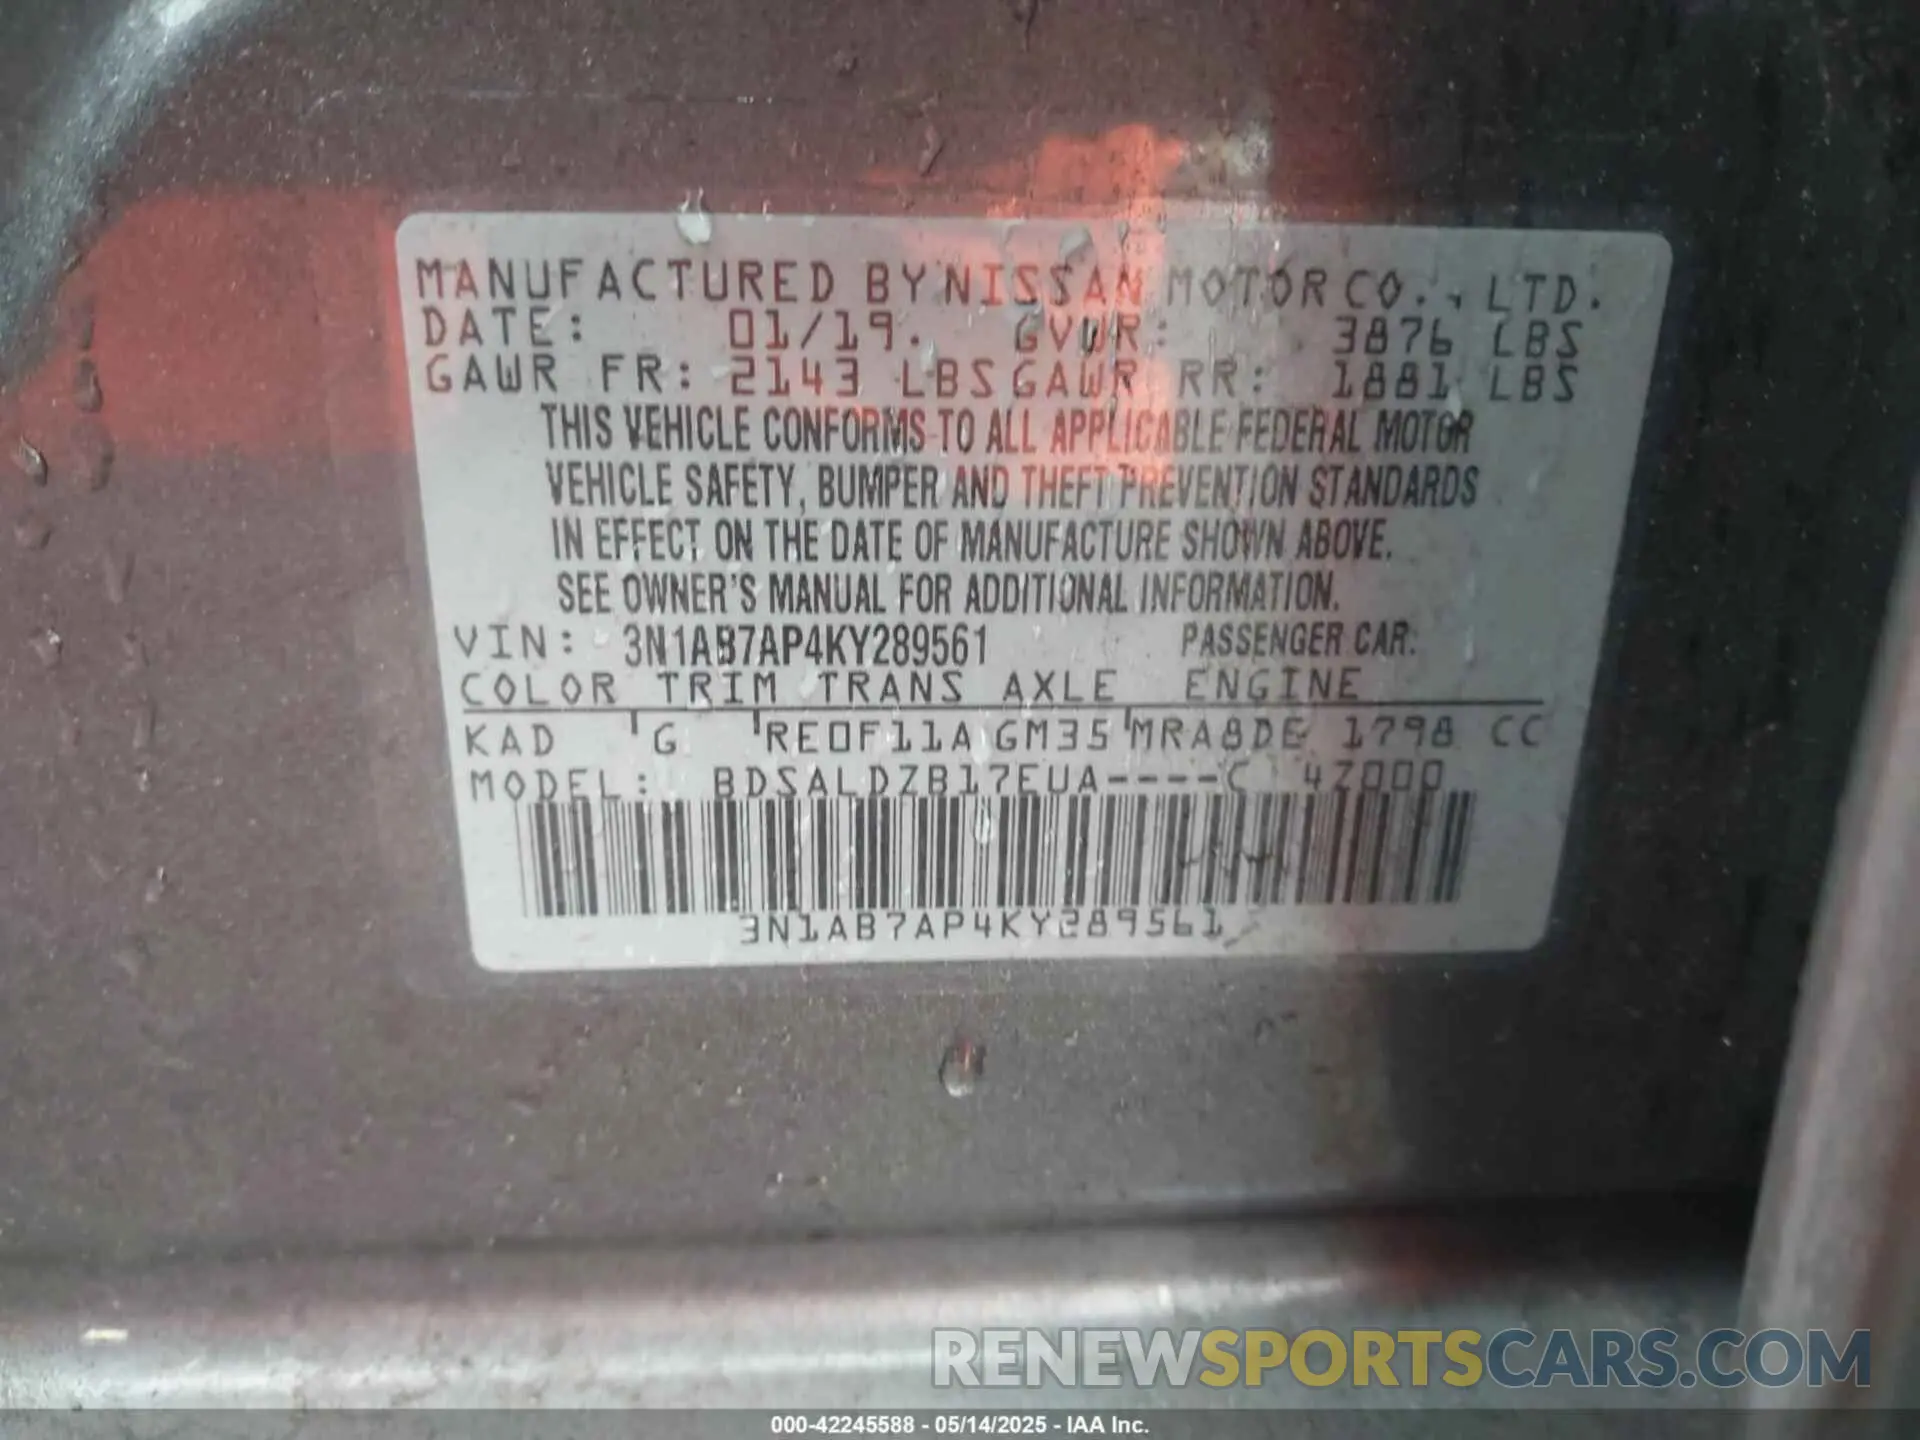 MANUFACTURED BY NISSAN MOTOR CO., LTD.
DATE: 01/19. GVWR: 3876 LBS
GAWR FR: 2143 LBS GAWR RR: 1881 LBS
THIS VEHICLE CONFORMS TO ALL APPLICABLE FEDERAL MOTOR
VEHICLE SAFETY, BUMPER AND THEFT PREVENTION STANDARDS
IN EFFECT ON THE DATE OF MANUFACTURE SHOWN ABOVE.
SEE OWNER'S MANUAL FOR ADDITIONAL INFORMATION.
VIN: 3N1AB7AP4KY289561 PASSENGER CAR:
COLOR TRIM TRANS AXLE ENGINE
KAD G RE0F11A GM35 MRA8DE 1798 CC
MODEL: BDSALDZB17EUA----C 4Z000
3N1AB7AP4KY289561
RENEWSPORTSCARS.COM
000-42245588 - 05/14/2025 - IAA Inc.